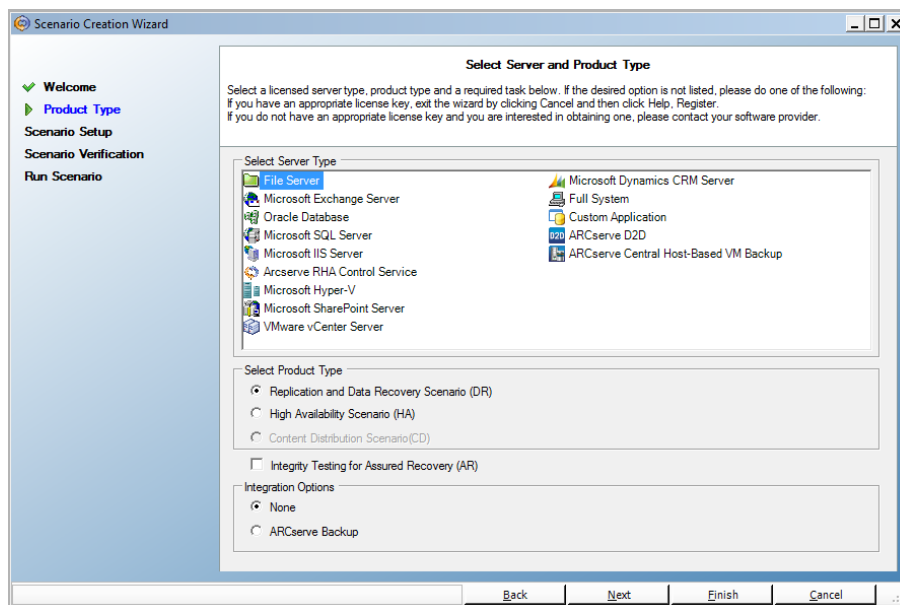 Scenario Creation Wizard
Welcome
Product Type
Scenario Setup
Scenario Verification
Run Scenario
Select Server and Product Type
Select a licensed server type, product type and a required task below. If the desired option is not listed, please do one of the following:
If you have an appropriate license key, exit the wizard by clicking Cancel and then click Help, Register.
If you do not have an appropriate license key and you are interested in obtaining one, please contact your software provider.
Select Server Type
File Server
Microsoft Exchange Server
Oracle Database
Microsoft SQL Server
Microsoft IIS Server
Arcserve RHA Control Service
Microsoft Hyper-V
Microsoft SharePoint Server
VMware vCenter Server
Microsoft Dynamics CRM Server
Full System
Custom Application
D2D ARCserve D2D
ARCserve Central Host-Based VM Backup
Select Product Type
Replication and Data Recovery Scenario (DR)
High Availability Scenario (HA)
Content Distribution Scenario(CD)
Integrity Testing for Assured Recovery (AR)
Integration Options
None
ARCserve Backup
Back Next Finish Cancel